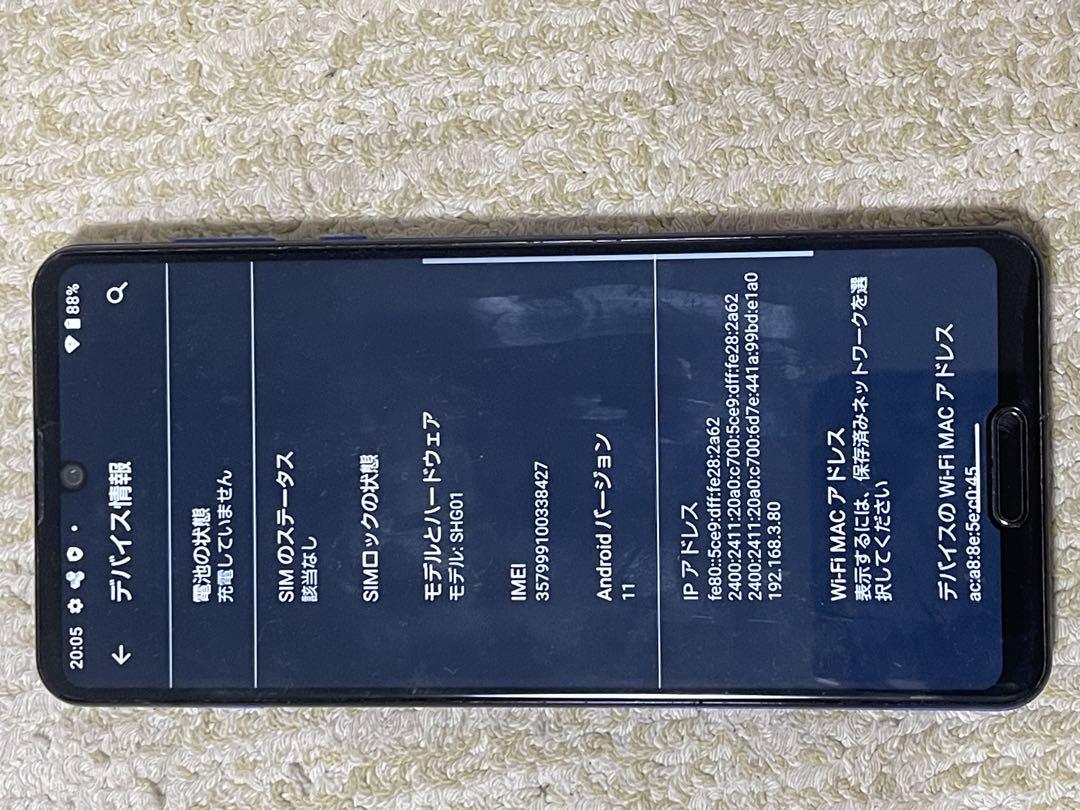 20:05
88%
デバイス情報
電池の状態
充電していません
SIM のステータス
該当なし
SIMロックの状態
モデルとハードウェア
モデル: SHG01
IMEI
357999100338427
Android バージョン
11
IP アドレス
fe80::5ce9:dff:fe28:2a62
2400:2411:20a0:c700:5ce9:dff:fe28:2a62
2400:2411:20a0:c700:6d7e:441a:99bd:e1a0
192.168.3.80
Wi-Fi MAC アドレス
表示するには、保存済みネットワークを選
択してください
デバイスの Wi-Fi MAC アドレス
ac:a8:8e:5e:c0:45